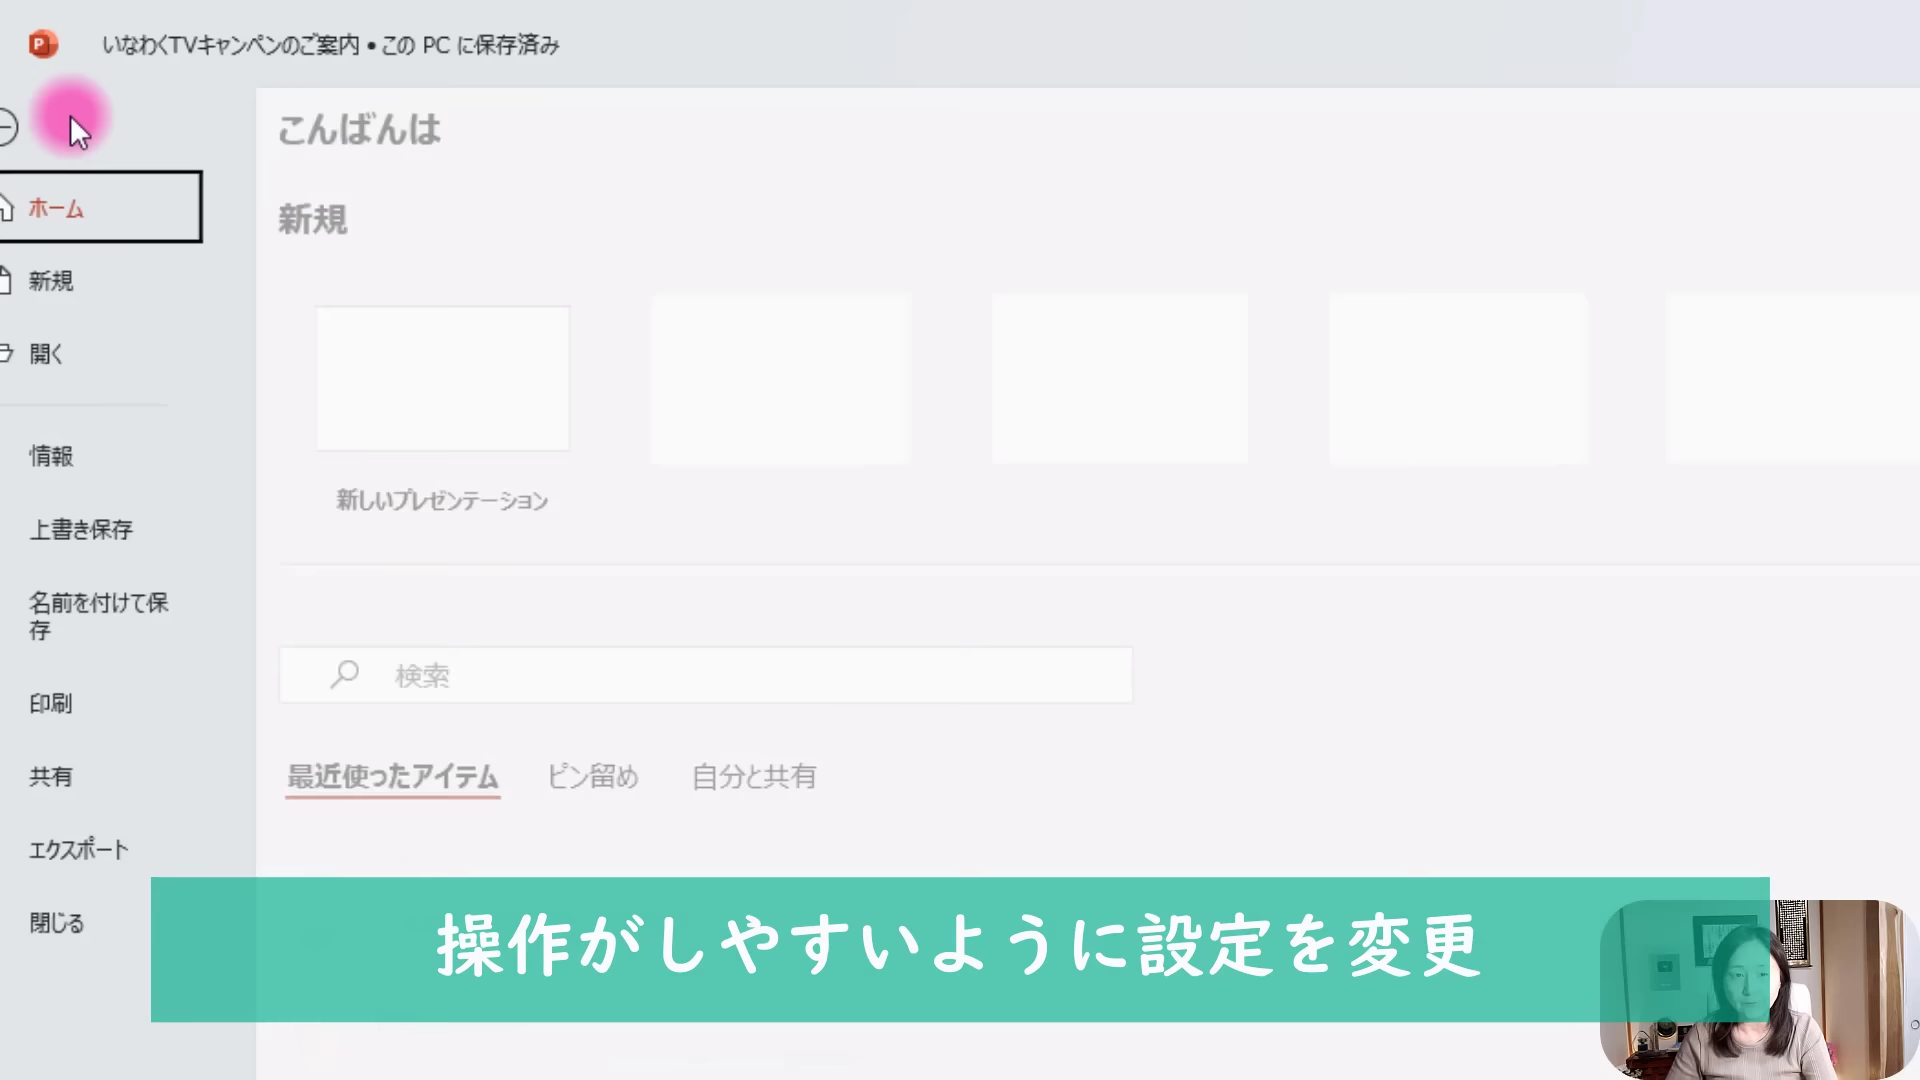 いなわくTVキャンペンのご案内 • この PC に保存済み
こんばんは
ホーム
新規
新規
開く
新しいプレゼンテーション
情報
上書き保存
名前を付けて保
存
検索
印刷
共有
最近使ったアイテム ピン留め 自分と共有
エクスポート
閉じる
操作がしやすいように設定を変更